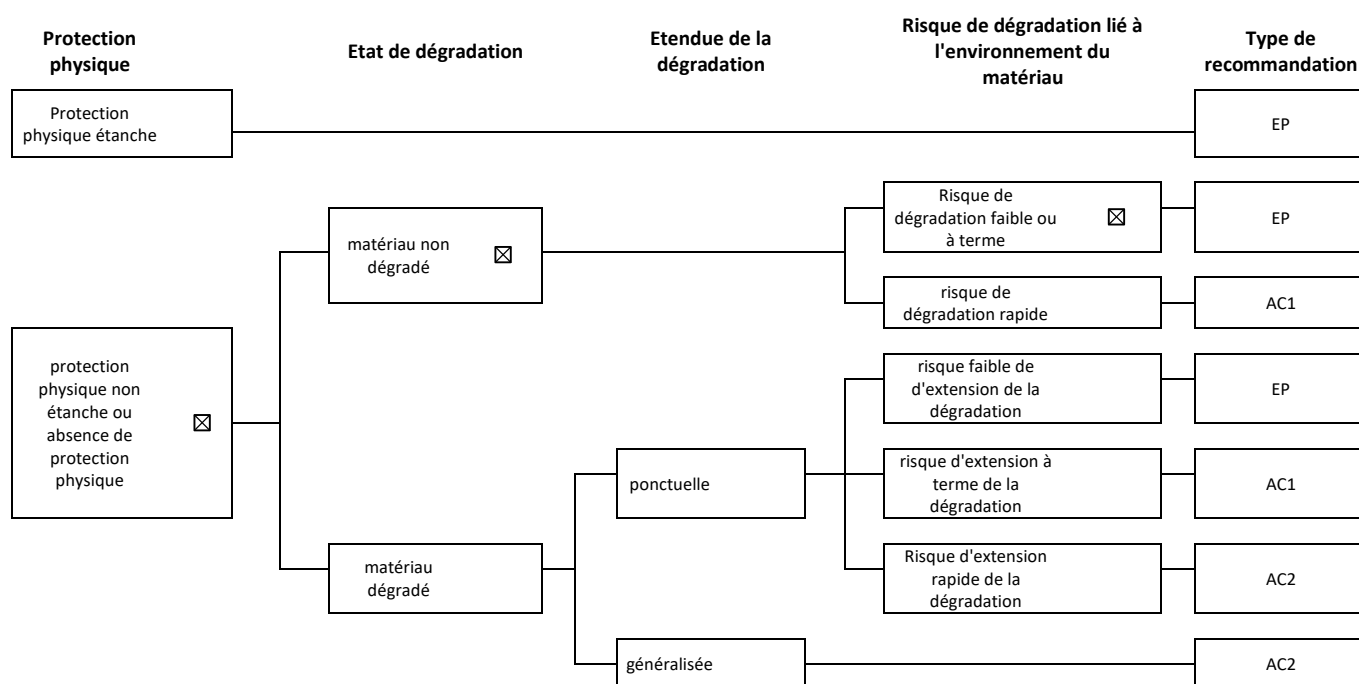 Protection
physique
Etat de dégradation
Etendue de la
dégradation
Risque de dégradation lié à
l'environnement du
matériau
Type de
recommandation
Protection
physique étanche
EP
matériau non
dégradé
Risque de
dégradation faible ou
à terme
EP
risque de
dégradation rapide
AC1
protection
physique non
étanche ou
absence de
protection
physique
risque faible de
d'extension de la
dégradation
EP
ponctuelle
risque d'extension à
terme de la
dégradation
AC1
matériau
dégradé
Risque d'extension
rapide de la
dégradation
AC2
généralisée
AC2